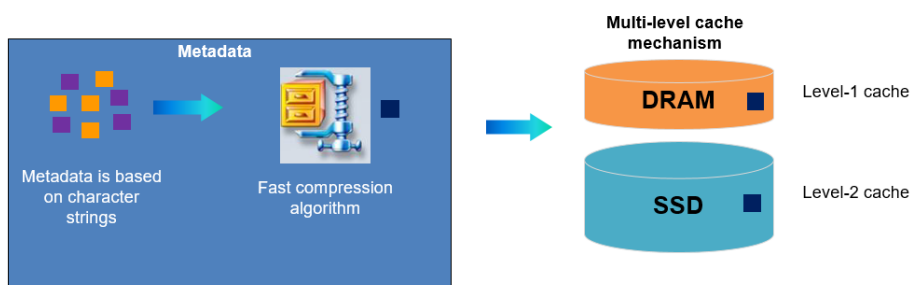 Metadata
Metadata is based
on character
strings
Fast compression
algorithm
Multi-level cache
mechanism
DRAM
Level-1 cache
SSD
Level-2 cache